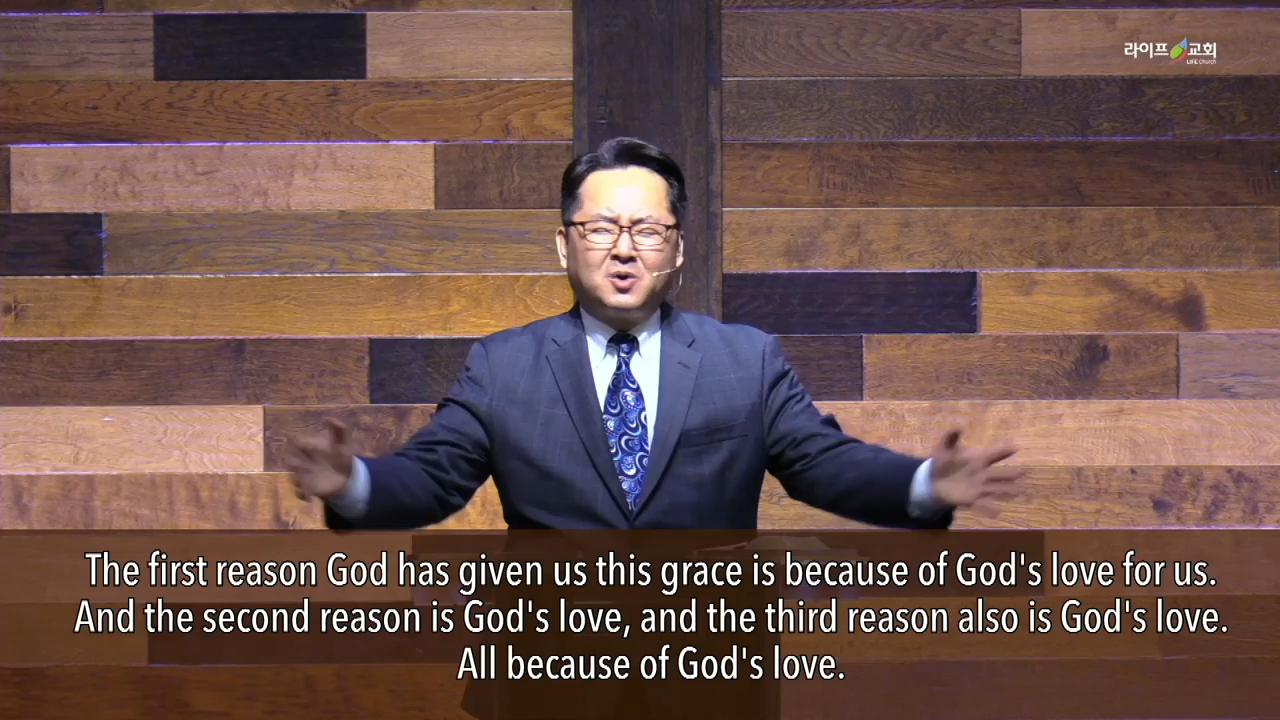 라이프 교회
LIFE Church
The first reason God has given us this grace is because of God's love for us.
And the second reason is God's love, and the third reason also is God's love.
All because of God's love.